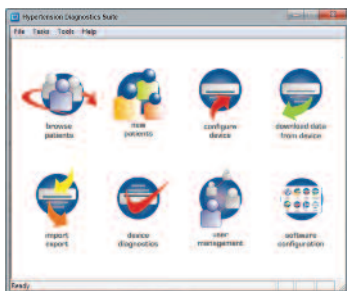 Hypertension Diagnostics Suite
File Tasks Tools Help
browse
patients
new
patients
configure
device
download data
from device
import
export
device
diagnostics
user
management
software
configuration
Ready